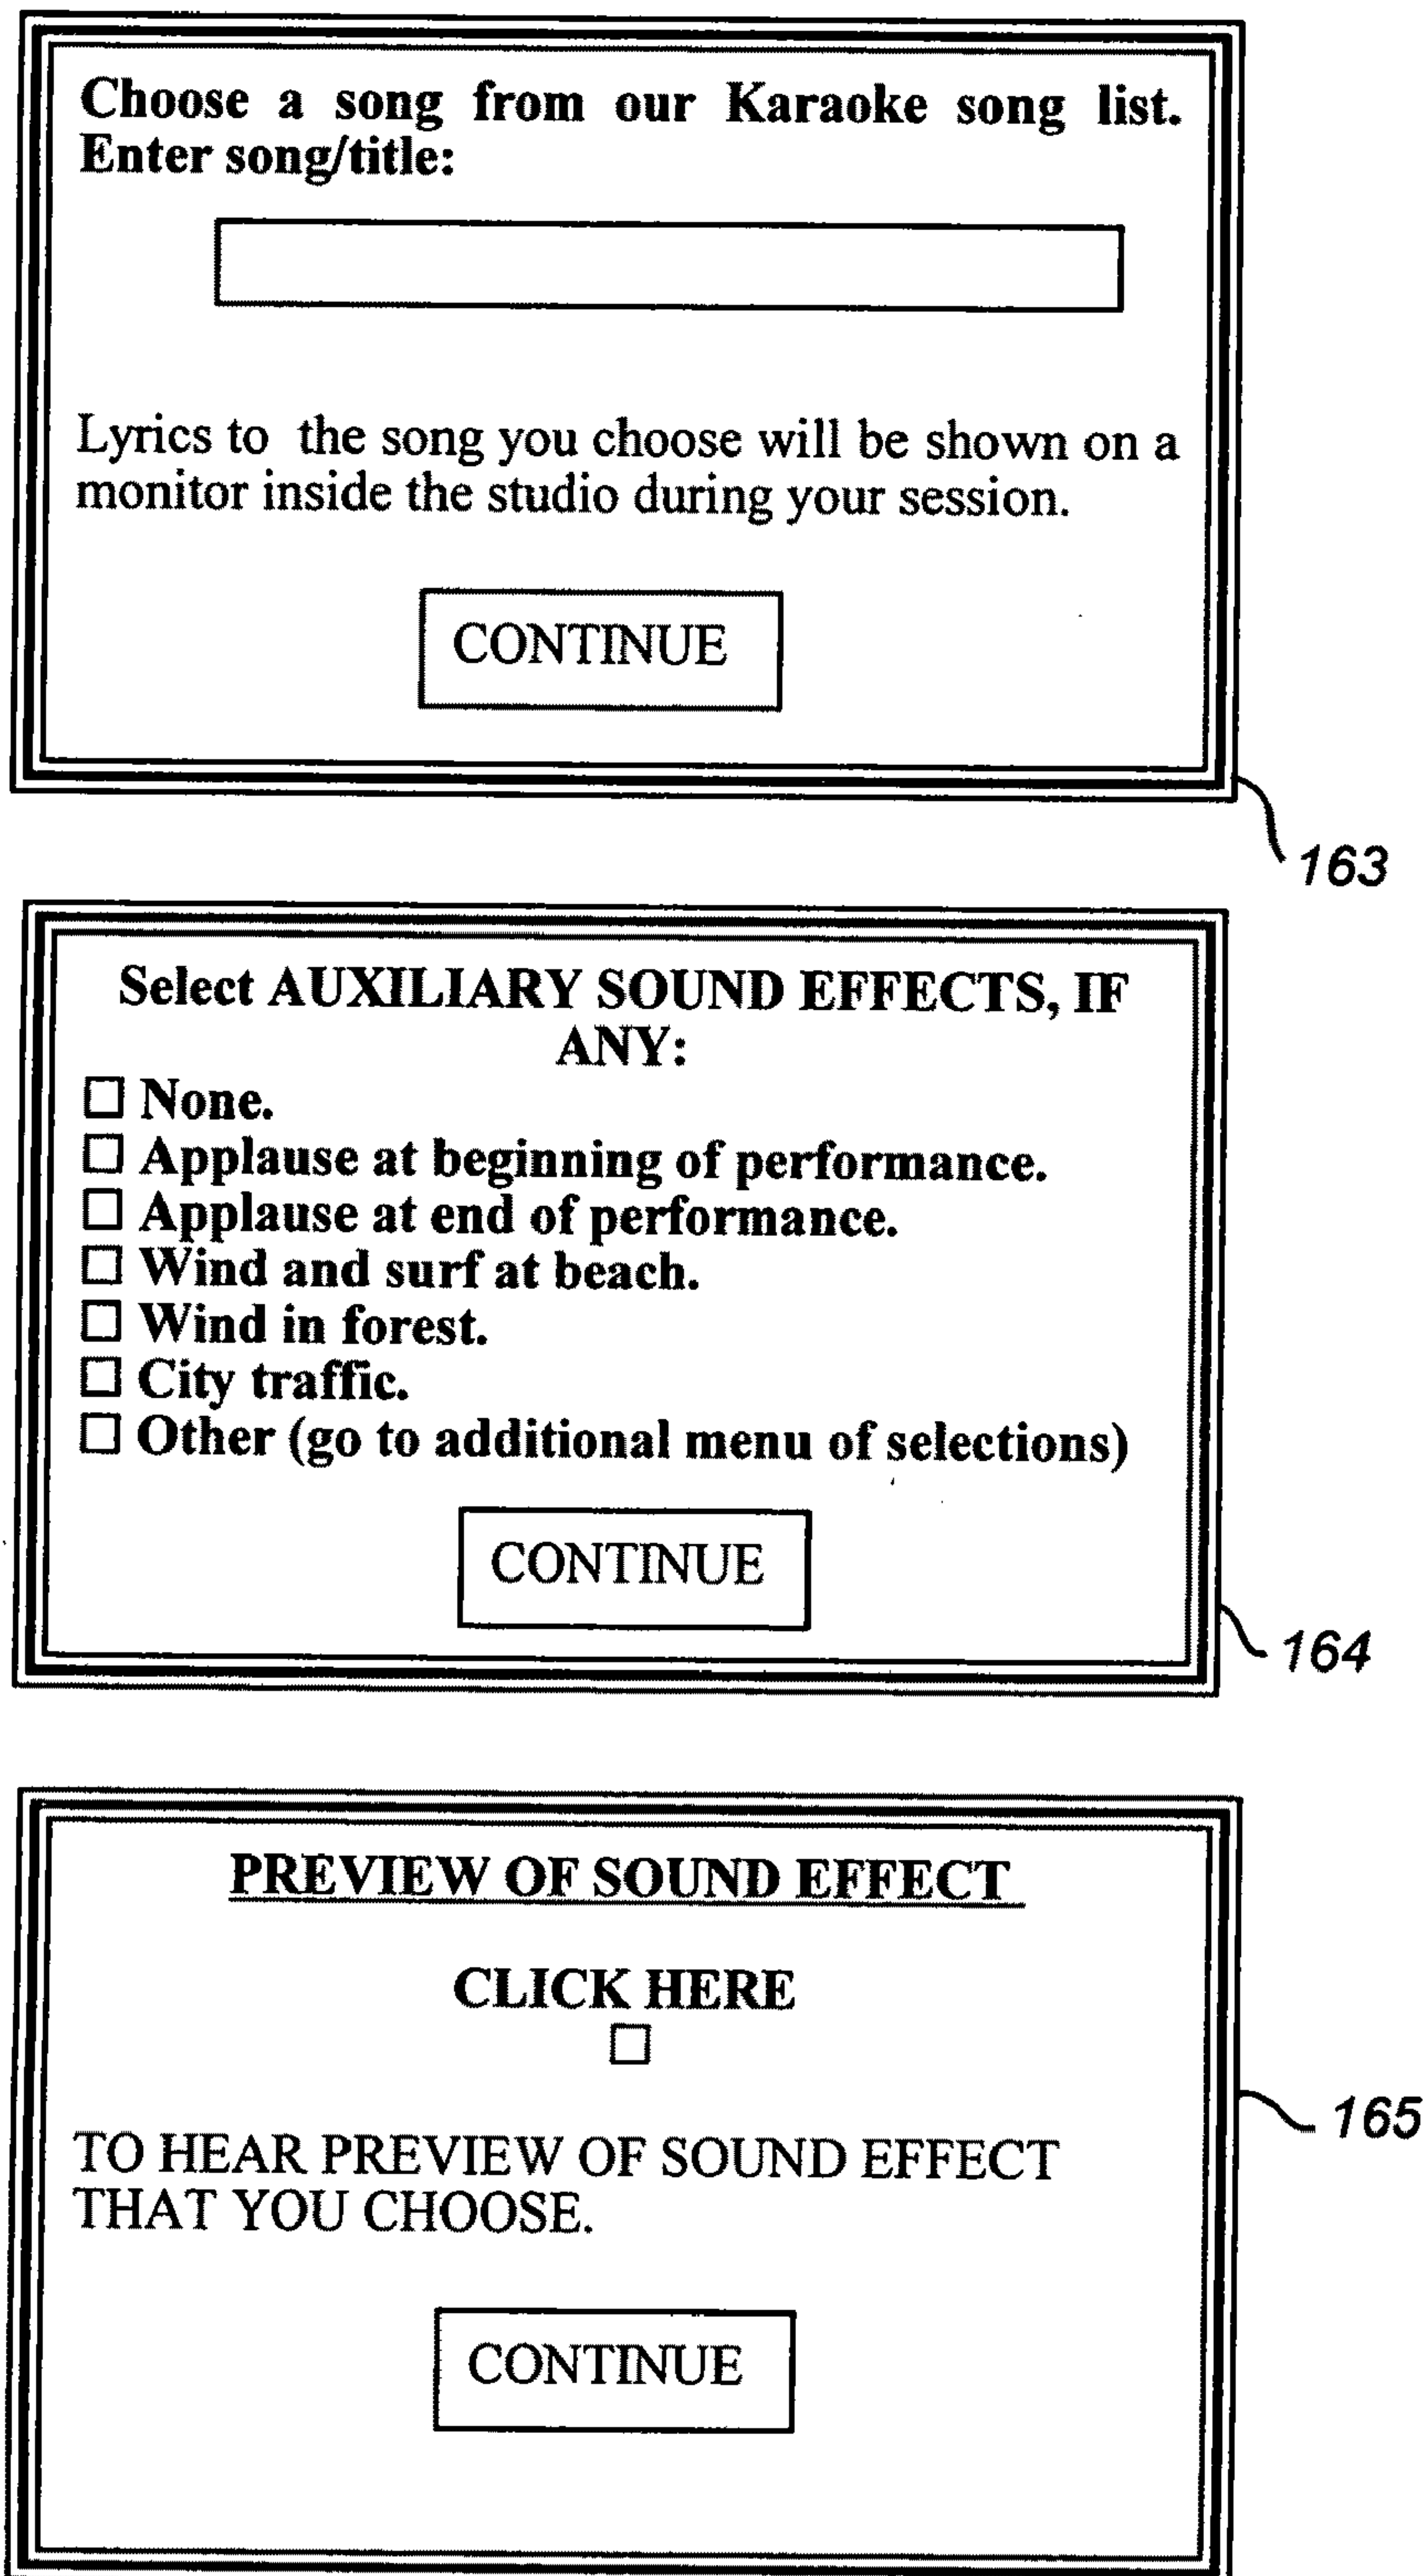 Choose a song from our Karaoke song list.
Enter song/title:
Lyrics to the song you choose will be shown on a
monitor inside the studio during your session.
CONTINUE
163
Select AUXILIARY SOUND EFFECTS, IF
ANY:
☐ None.
☐ Applause at beginning of performance.
☐ Applause at end of performance.
☐ Wind and surf at beach.
☐ Wind in forest.
☐ City traffic.
☐ Other (go to additional menu of selections)
CONTINUE
164
PREVIEW OF SOUND EFFECT
CLICK HERE
☐
165
TO HEAR PREVIEW OF SOUND EFFECT
THAT YOU CHOOSE.
CONTINUE